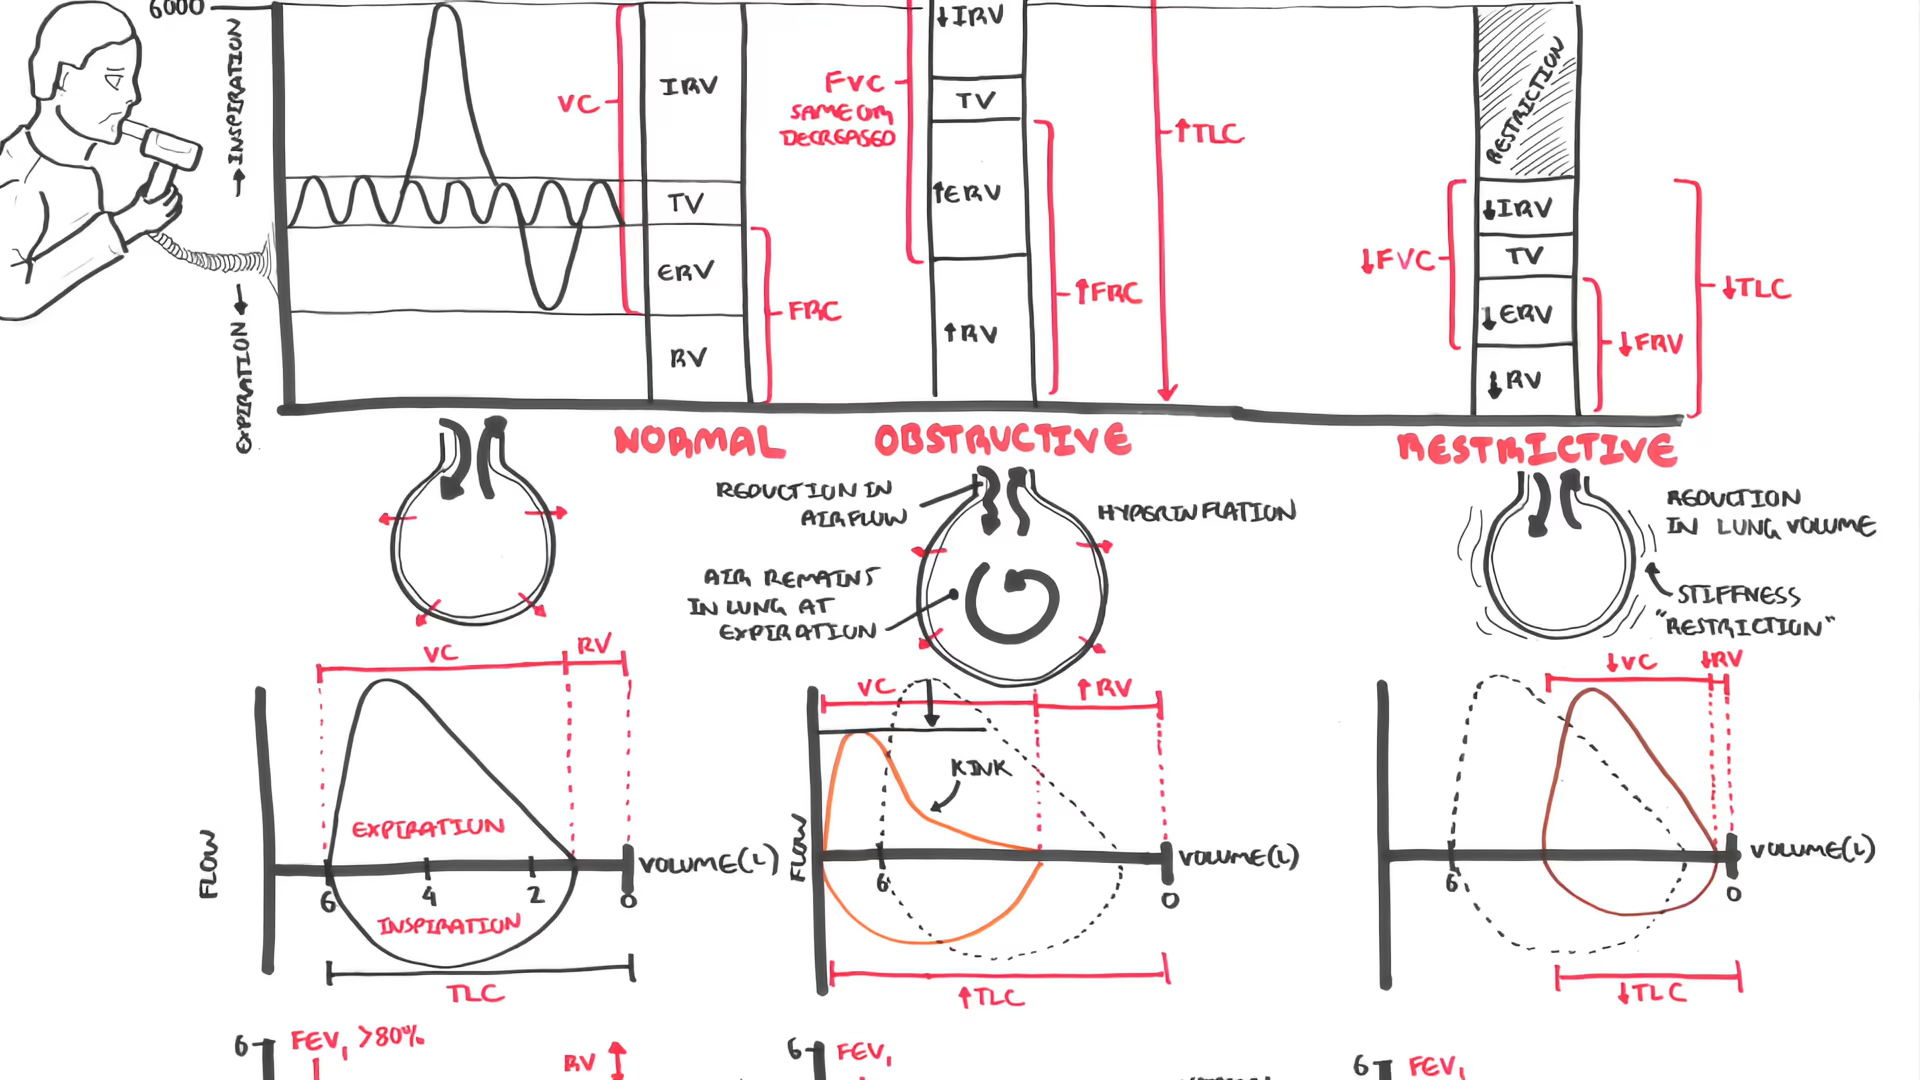 6000
→ INSPIRATION
EXPIRATION ←
VC
IRV
TV
ERV
RV
FRC
FVC
SAME OR
DECREASED
↓IRV
TV
↑ERV
↑RV
↑FRC
↑TLC
RESTRICTION
↓IRV
TV
↓ERV
↓RV
↓FVC
↓FRV
↓TLC
NORMAL
OBSTRUCTIVE
RESTRICTIVE
REDUCTION IN
AIRFLOW
HYPERINFLATION
AIR REMAINS
IN LUNG AT
EXPIRATION
REDUCTION
IN LUNG VOLUME
STIFFNESS
"RESTRICTION"
VC
RV
EXPIRATION
INSPIRATION
FLOW
6
4
2
0
VOLUME(L)
TLC
VC
↑RV
KINK
FLOW
6
0
VOLUME(L)
↑TLC
↓VC
↓RV
6
0
VOLUME(L)
↓TLC
6
FEV1 >80%
RV
6
FEV1
6
FEV1